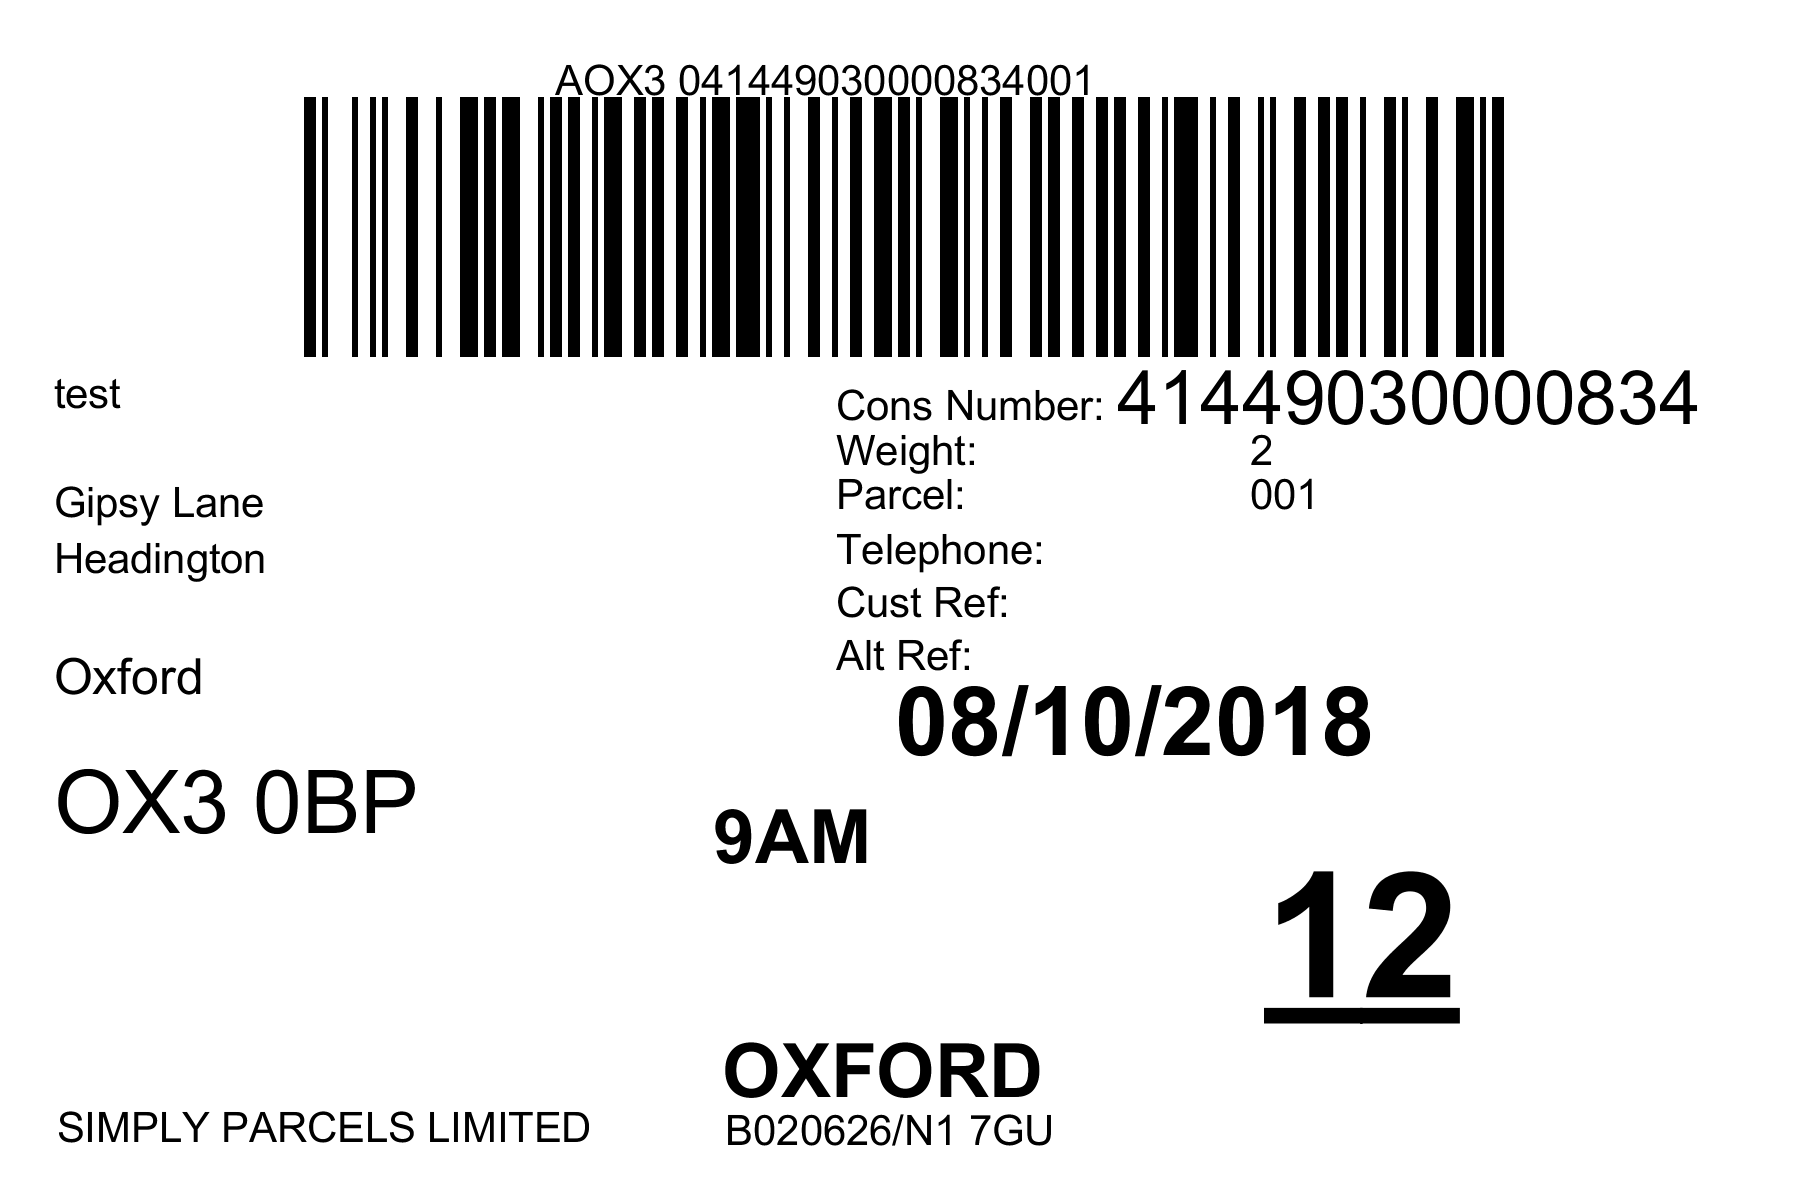 AOX3 041449030000834001
test
Cons Number: 41449030000834
Weight: 2
Parcel: 001
Gipsy Lane
Headington
Telephone:
Cust Ref:
Alt Ref:
Oxford
08/10/2018
OX3 0BP
9AM
12
OXFORD
SIMPLY PARCELS LIMITED
B020626/N1 7GU